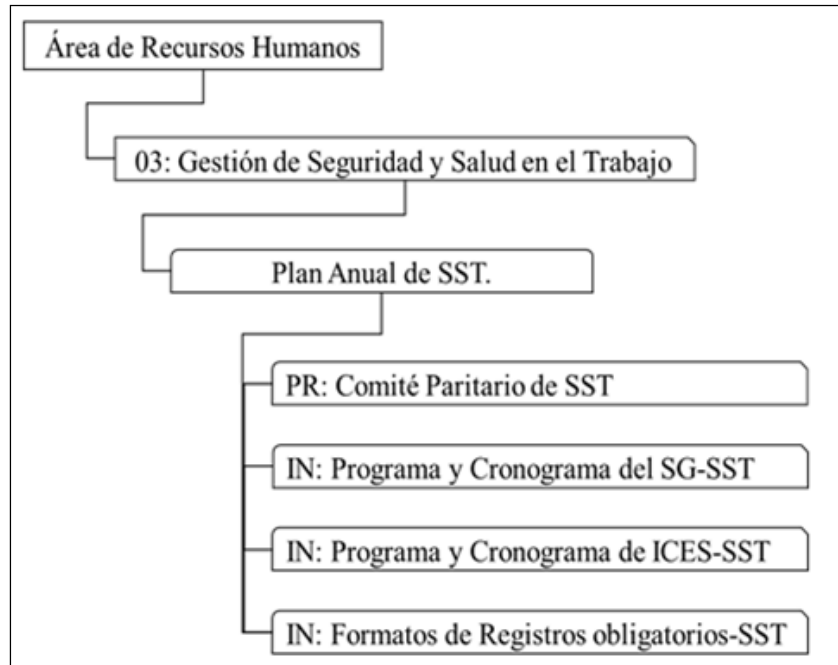 Área de Recursos Humanos
03: Gestión de Seguridad y Salud en el Trabajo
Plan Anual de SST.
PR: Comité Paritario de SST
IN: Programa y Cronograma del SG-SST
IN: Programa y Cronograma de ICES-SST
IN: Formatos de Registros obligatorios-SST